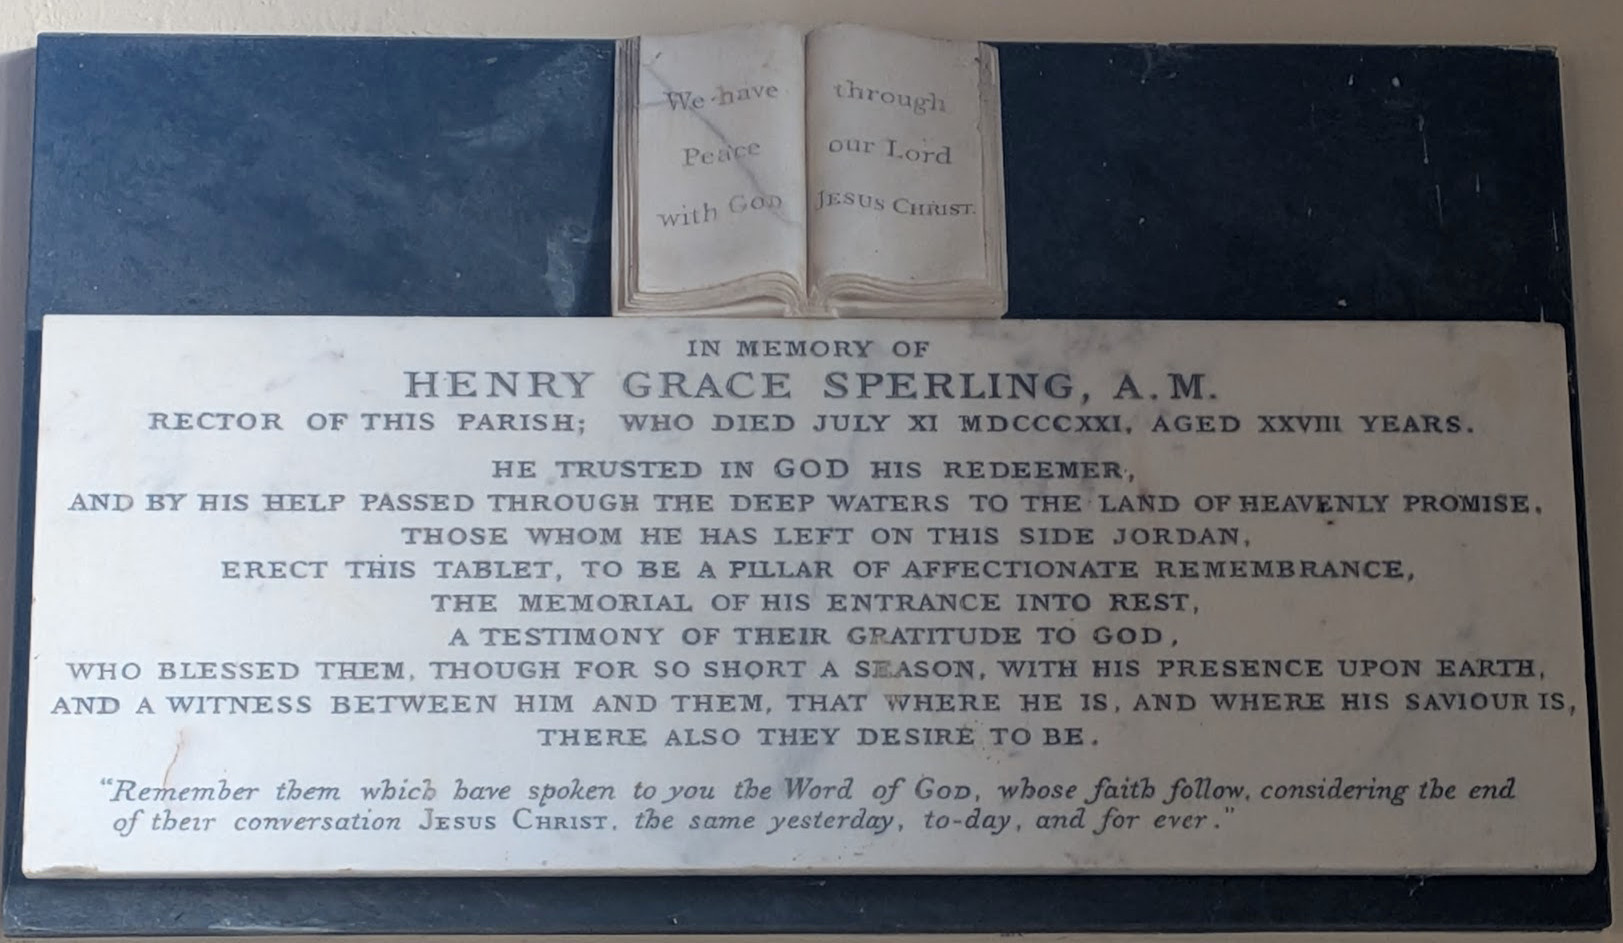 We have
Peace
with GOD
through
our Lord
JESUS CHRIST.
IN MEMORY OF
HENRY GRACE SPERLING, A.M.
RECTOR OF THIS PARISH; WHO DIED JULY XI MDCCCXXI, AGED XXVIII YEARS.
HE TRUSTED IN GOD HIS REDEEMER,
AND BY HIS HELP PASSED THROUGH THE DEEP WATERS TO THE LAND OF HEAVENLY PROMISE,
THOSE WHOM HE HAS LEFT ON THIS SIDE JORDAN,
ERECT THIS TABLET, TO BE A PILLAR OF AFFECTIONATE REMEMBRANCE,
THE MEMORIAL OF HIS ENTRANCE INTO REST,
A TESTIMONY OF THEIR GRATITUDE TO GOD,
WHO BLESSED THEM, THOUGH FOR SO SHORT A SEASON, WITH HIS PRESENCE UPON EARTH,
AND A WITNESS BETWEEN HIM AND THEM, THAT WHERE HE IS, AND WHERE HIS SAVIOUR IS,
THERE ALSO THEY DESIRE TO BE.
"Remember them which have spoken to you the Word of GOD, whose faith follow, considering the end
of their conversation JESUS CHRIST, the same yesterday, to-day, and for ever."